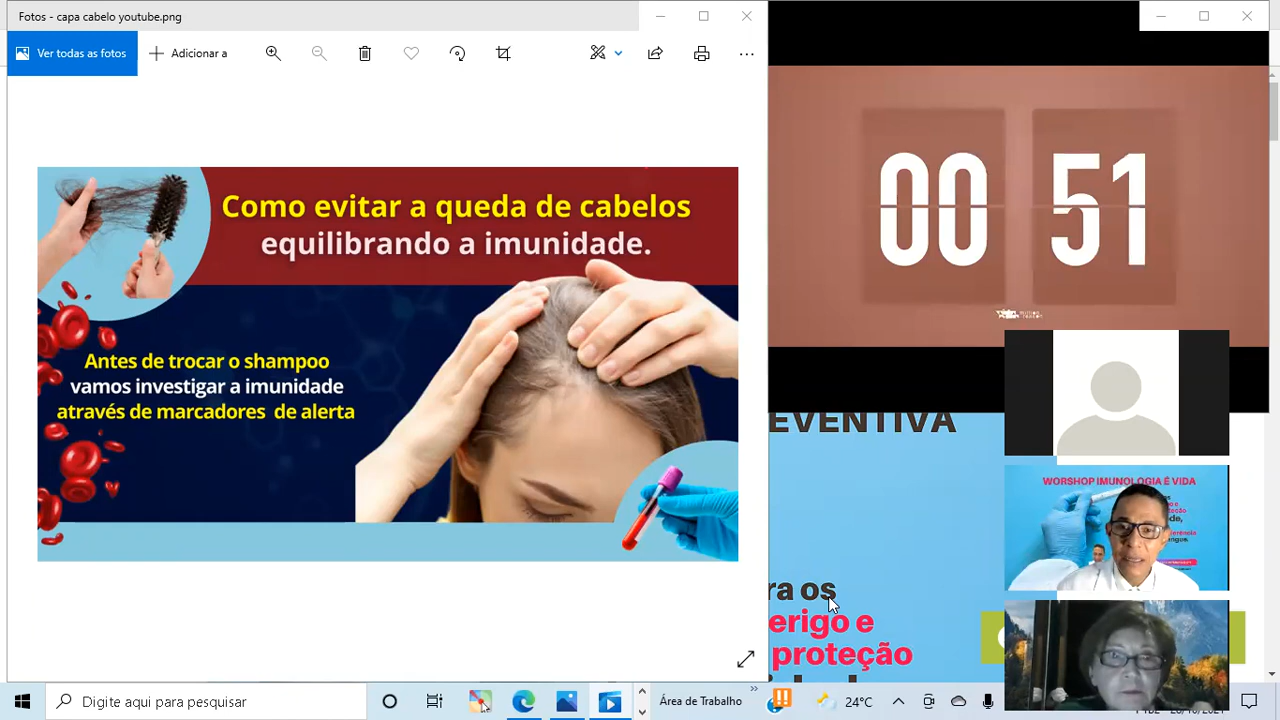 Fotos - capa cabelo youtube.png
Ver todas as fotos
Adicionar a
Como evitar a queda de cabelos
equilibrando a imunidade.
Antes de trocar o shampoo
vamos investigar a imunidade
através de marcadores de alerta
00 51
EVENTIVA
ra os
erigo e
proteção
WORSHOP IMUNOLOGIA É VIDA
Digite aqui para pesquisar
Área de Trabalho
24°C